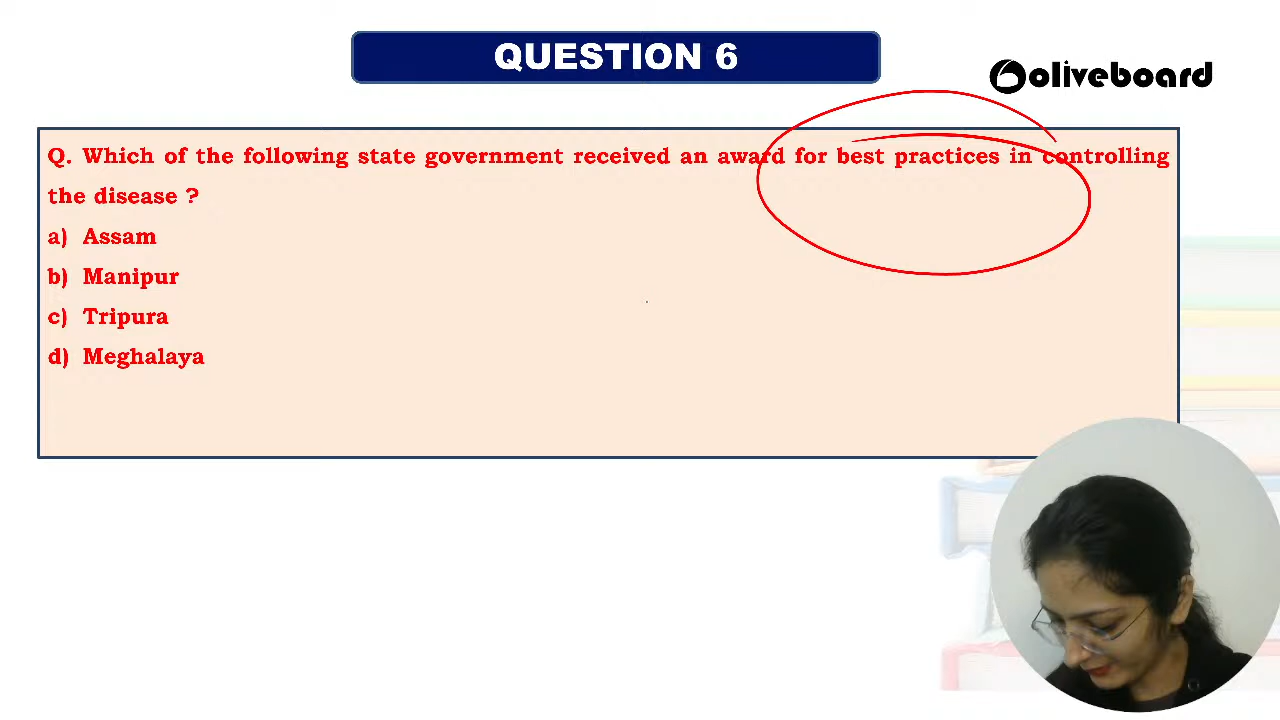 QUESTION 6
oliveboard
Q. Which of the following state government received an award for best practices in controlling
the disease ?
a) Assam
b) Manipur
c) Tripura
d) Meghalaya